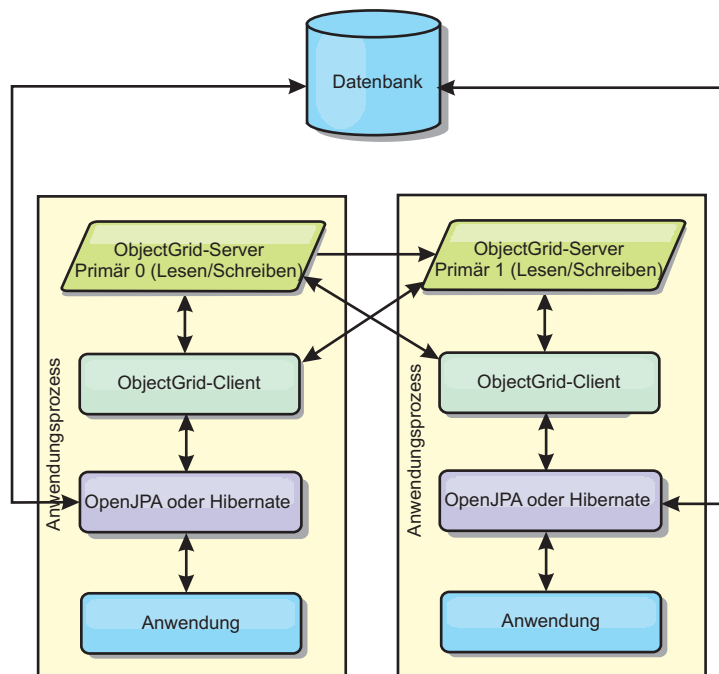 Datenbank
ObjectGrid-Server
Primär 0 (Lesen/Schreiben)
ObjectGrid-Client
OpenJPA oder Hibernate
Anwendung
Anwendungsprozess
ObjectGrid-Server
Primär 1 (Lesen/Schreiben)
ObjectGrid-Client
OpenJPA oder Hibernate
Anwendung
Anwendungsprozess